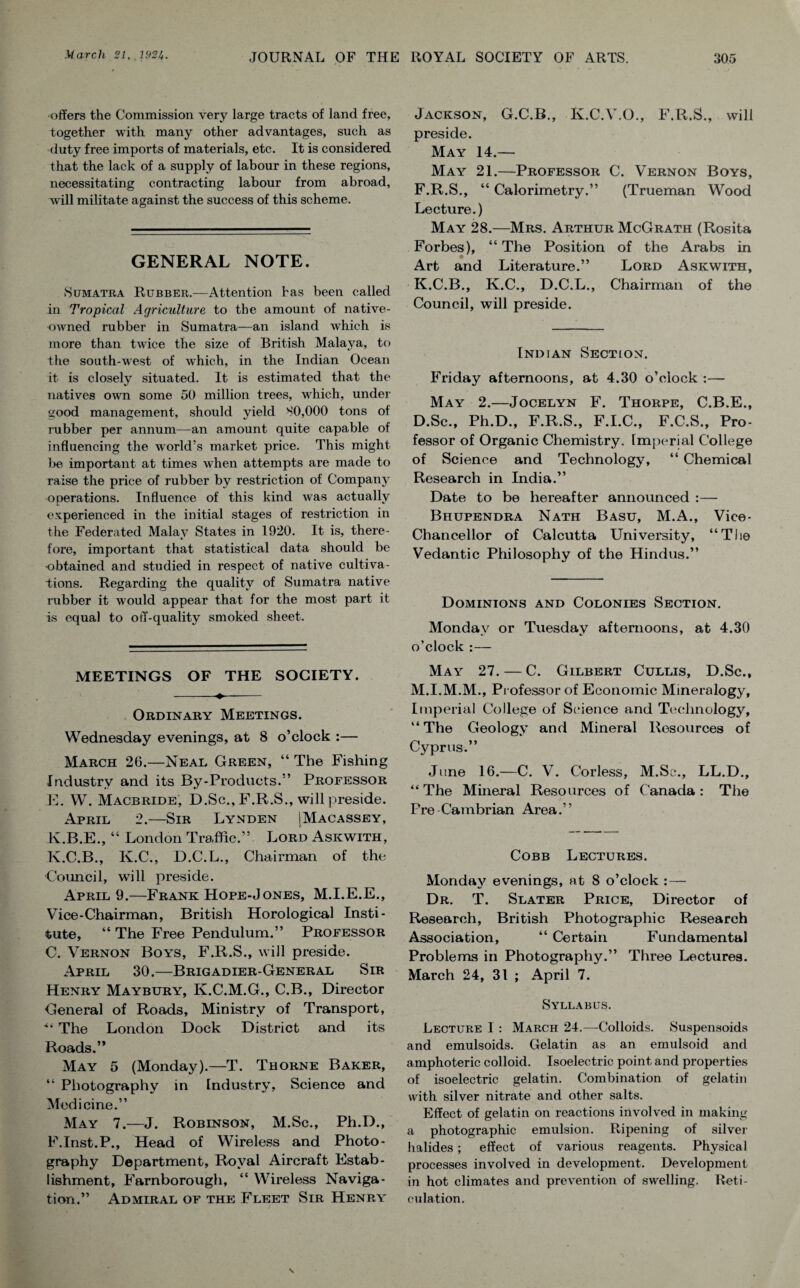 March 21, 1924. JOURNAL OF THE ROYAL SOCIETY OF ARTS. 305
offers the Commission very large tracts of land free,
together with many other advantages, such as
duty free imports of materials, etc. It is considered
that the lack of a supply of labour in these regions,
necessitating contracting labour from abroad,
will militate against the success of this scheme.
GENERAL NOTE.
SUMATRA RUBBER.—Attention has been called
in Tropical Agriculture to the amount of native-
owned rubber in Sumatra—an island which is
more than twice the size of British Malaya, to
the south-west of which, in the Indian Ocean
it is closely situated. It is estimated that the
natives own some 50 million trees, which, under
good management, should yield 80,000 tons of
rubber per annum—an amount quite capable of
influencing the world's market price. This might
be important at times when attempts are made to
raise the price of rubber by restriction of Company
operations. Influence of this kind was actually
experienced in the initial stages of restriction in
the Federated Malay States in 1920. It is, there-
fore, important that statistical data should be
obtained and studied in respect of native cultiva-
tions. Regarding the quality of Sumatra native
rubber it would appear that for the most part it
is equal to off-quality smoked sheet.
MEETINGS OF THE SOCIETY.
ORDINARY MEETINGS.
Wednesday evenings, at 8 o'clock :—
MARCH 26.—NEAL GREEN, “ The Fishing
Industry and its By-Products.” PROFESSOR
E. W. MACBRIDE, D.Sc., F.R.S., will preside.
APRIL 2.—SIR LYNDEN MACASSEY,
K.B.E., “ London Traffic.” LORD ASKWITH,
K.C.B., K.C., D.C.L., Chairman of the
Council, will preside.
APRIL 9.—FRANK HOPE-JONES, M.I.E.E.,
Vice-Chairman, British Horological Insti-
tute, “ The Free Pendulum.” PROFESSOR
C. VERNON BOYS, F.R.S., will preside.
APRIL 30.—BRIGADIER-GENERAL SIR
HENRY MAYBURY, K.C.M.G., C.B., Director
General of Roads, Ministry of Transport,
“ The London Dock District and its
Roads.”
MAY 5 (Monday).—T. THORNE BAKER,
“ Photography in Industry, Science and
Medicine.”
MAY 7.—J. ROBINSON, M.Sc., Ph.D.,
F.Inst.P., Head of Wireless and Photo-
graphy Department, Royal Aircraft Estab-
lishment, Farnborough, “ Wireless Naviga-
tion.” ADMIRAL OF THE FLEET SIR HENRY
JACKSON, G.C.B., K.C.V.O., F.R.S., will
preside.
MAY 14.—
MAY 21.—PROFESSOR C. VERNON BOYS,
F.R.S., “ Calorimetry.” (Trueman Wood
Lecture.)
MAY 28.—MRS. ARTHUR MCGRATH (Rosita
Forbes), “ The Position of the Arabs in
Art and Literature.” LORD ASKWITH,
K.C.B., K.C., D.C.L., Chairman of the
Council, will preside.
INDIAN SECTION.
Friday afternoons, at 4.30 o'clock :—
MAY 2.—JOCELYN F. THORPE, C.B.E.,
D.Sc., Ph.D., F.R.S., F.I.C., F.C.S., Pro-
fessor of Organic Chemistry. Imperial College
of Science and Technology, “ Chemical
Research in India.”
Date to be hereafter announced :—
BHUPENDRA NATH BASU, M.A., Vice-
Chancellor of Calcutta University, “The
Vedantic Philosophy of the Hindus.”
DOMINIONS AND COLONIES SECTION.
Monday or Tuesday afternoons, at 4.30
o'clock :—
MAY 27. — C. GILBERT CULLIS, D.Sc.,
M.I.M.M., Professor of Economic Mineralogy,
Imperial College of Science and Technology,
“The Geology and Mineral Resources of
Cyprus.”
June 16.—C. V. Corless, M.Sc., LL.D.,
“ The Mineral Resources of Canada : The
Pre-Cambrian Area.”
COBB LECTURES.
Monday evenings, at 8 o'clock :—
DR. T. SLATER PRICE, Director of
Research, British Photographic Research
Association, “ Certain Fundamental
Problems in Photography.” Three Lectures.
March 24, 31 ; April 7.
SYLLABUS.
LECTURE I : MARCH 24.—Colloids. Suspensoids
and emulsoids. Gelatin as an emulsoid and
amphoteric colloid. Isoelectric point and properties
of isoelectric gelatin. Combination of gelatin
with silver nitrate and other salts.
Effect of gelatin on reactions involved in making
a photographic emulsion. Ripening of silver
halides ; effect of various reagents. Physical
processes involved in development. Development
in hot climates and prevention of swelling. Reti-
culation.